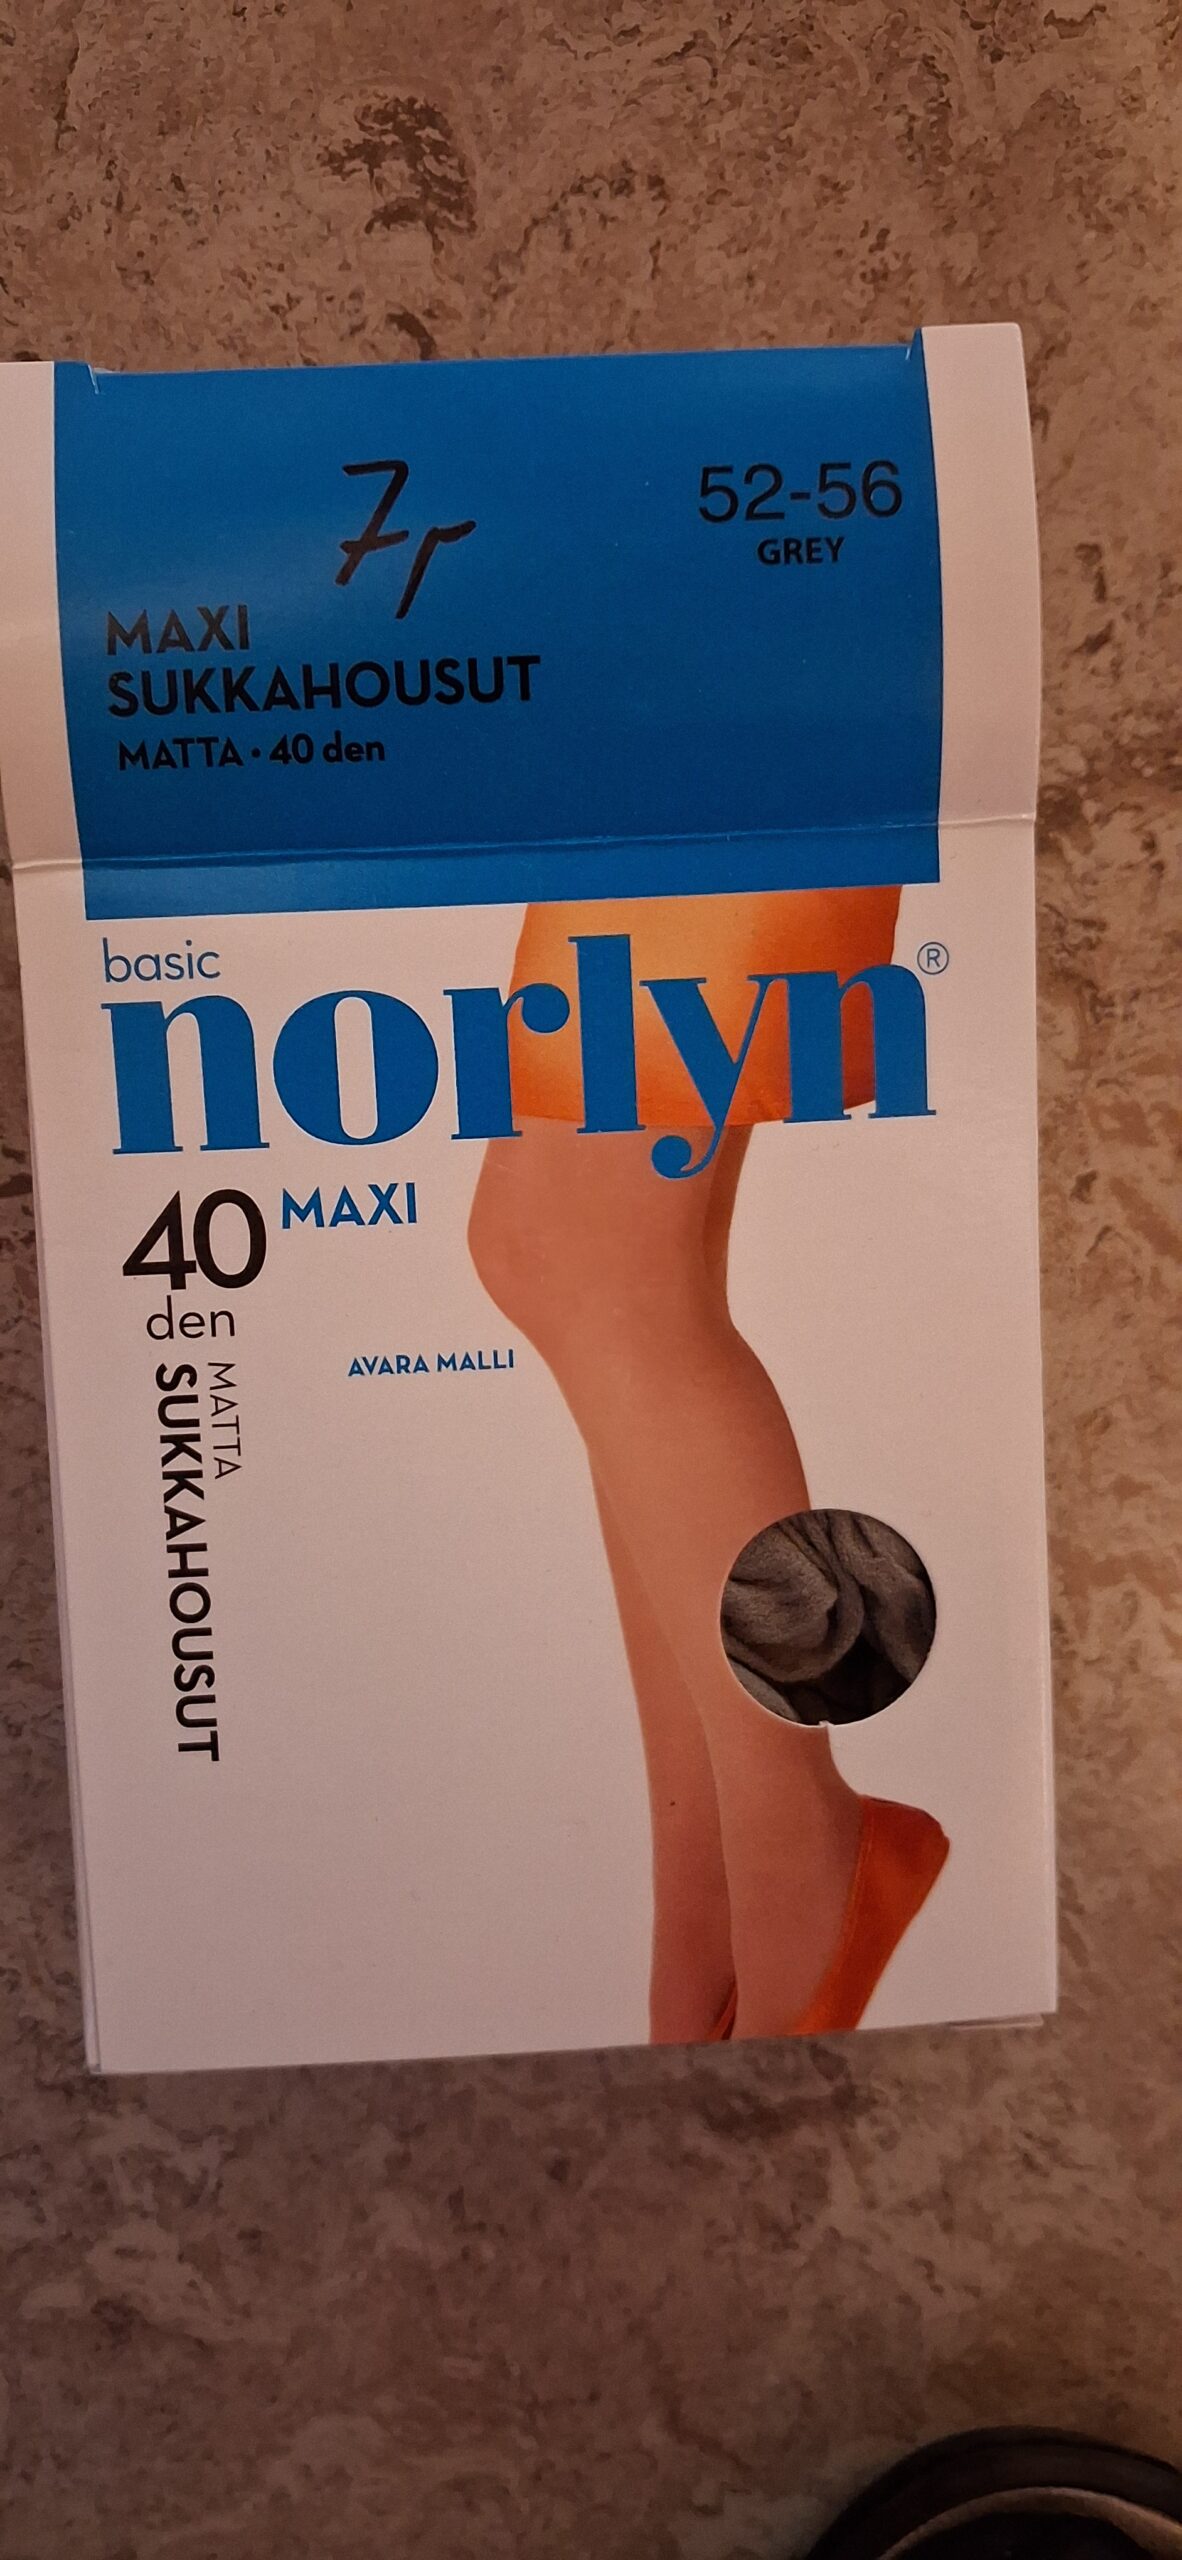 7r
52-56
GREY
MAXI
SUKKAHOUSUT
MATTA • 40 den
basic
norlyn®
40 MAXI
den
AVARA MALLI
MATTA
SUKKAHOUSUT